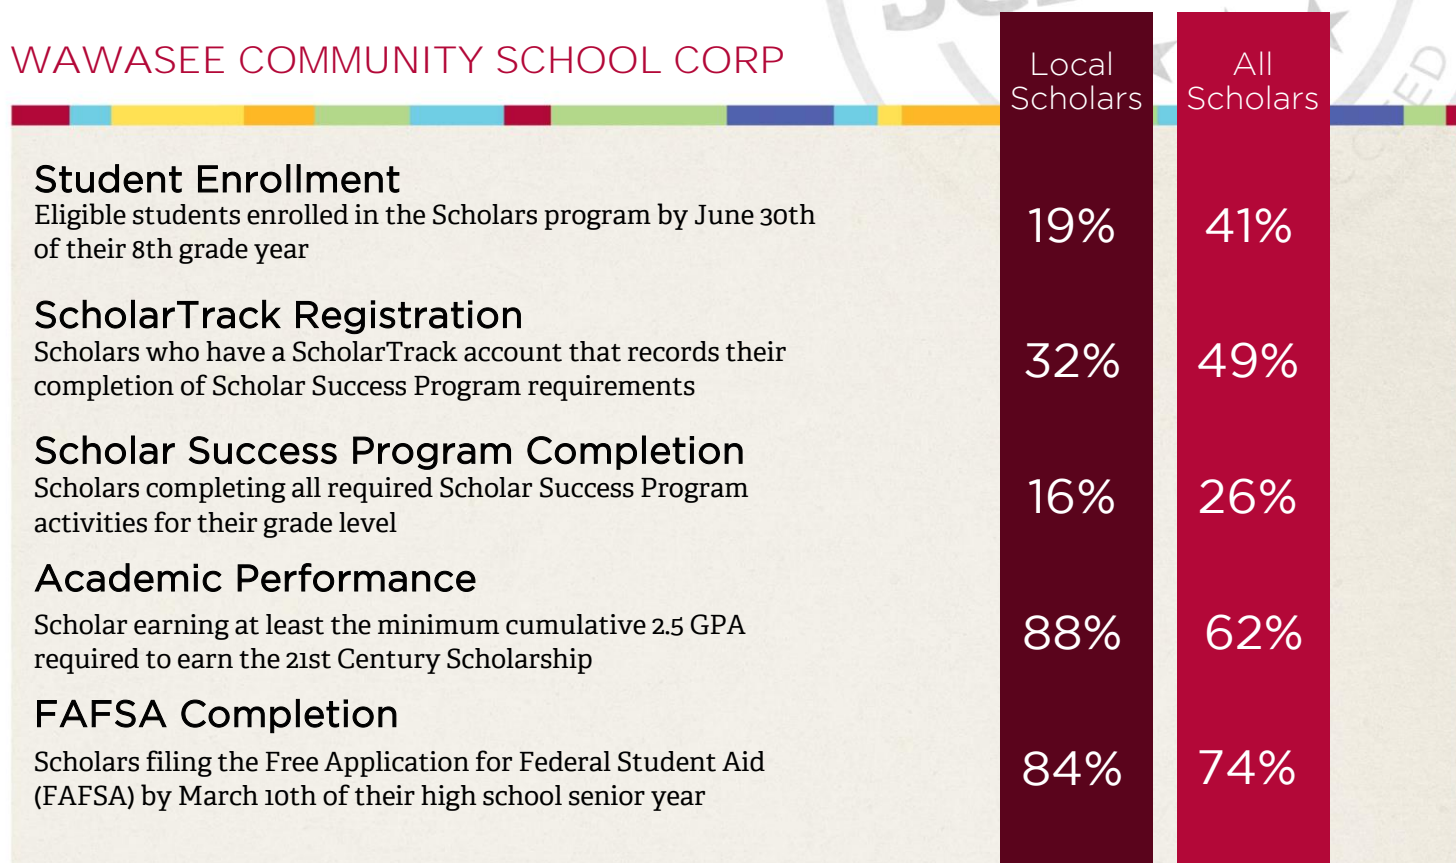 WAWASEE COMMUNITY SCHOOL CORP
Local
Scholars
All
Scholars
Student Enrollment
Eligible students enrolled in the Scholars program by June 30th
of their 8th grade year
19%
41%
ScholarTrack Registration
Scholars who have a ScholarTrack account that records their
completion of Scholar Success Program requirements
32%
49%
Scholar Success Program Completion
Scholars completing all required Scholar Success Program
activities for their grade level
16%
26%
Academic Performance
Scholar earning at least the minimum cumulative 2.5 GPA
required to earn the 21st Century Scholarship
88%
62%
FAFSA Completion
Scholars filing the Free Application for Federal Student Aid
(FAFSA) by March 10th of their high school senior year
84%
74%